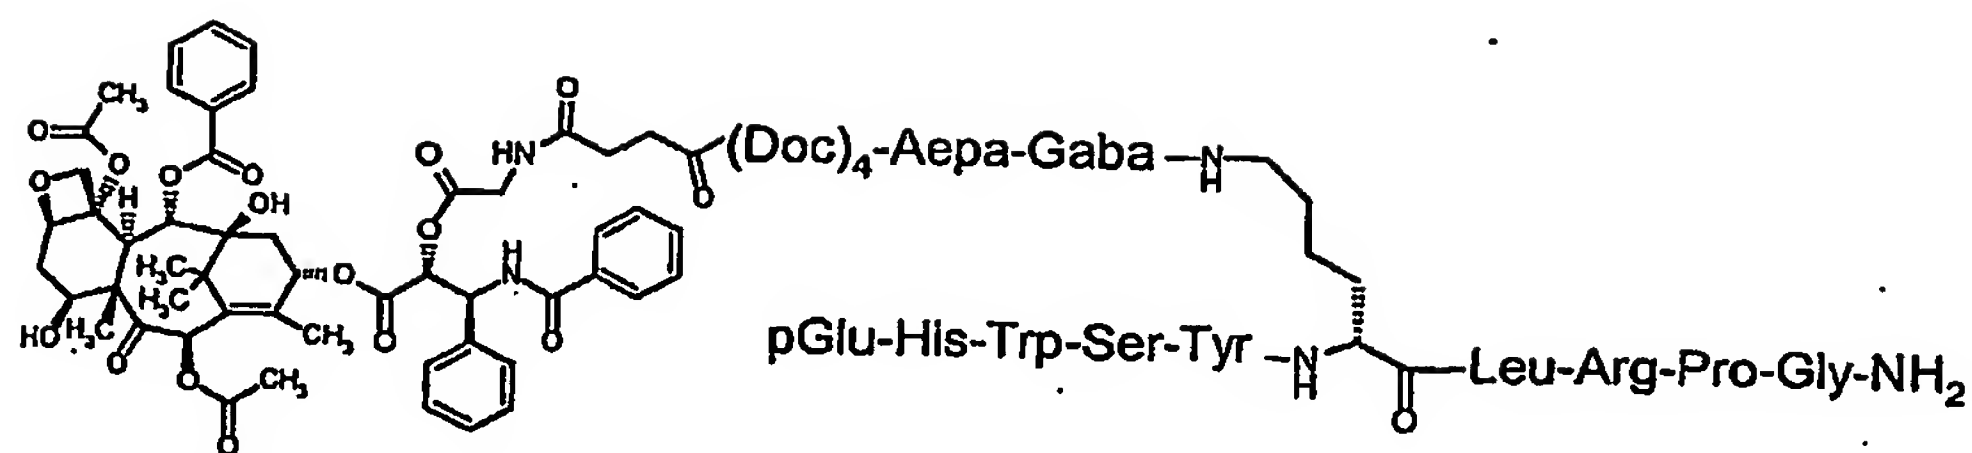 CH3
O
O
O
O
O
O
HN
O
(Doc)4-Aepa-Gaba
N
H
O
H
OH
O
O
H3C
H3C
O
O
H
N
O
HO
H3C
O
CH3
O
pGlu-His-Trp-Ser-Tyr
N
H
O
Leu-Arg-Pro-Gly-NH2
O
CH3
O